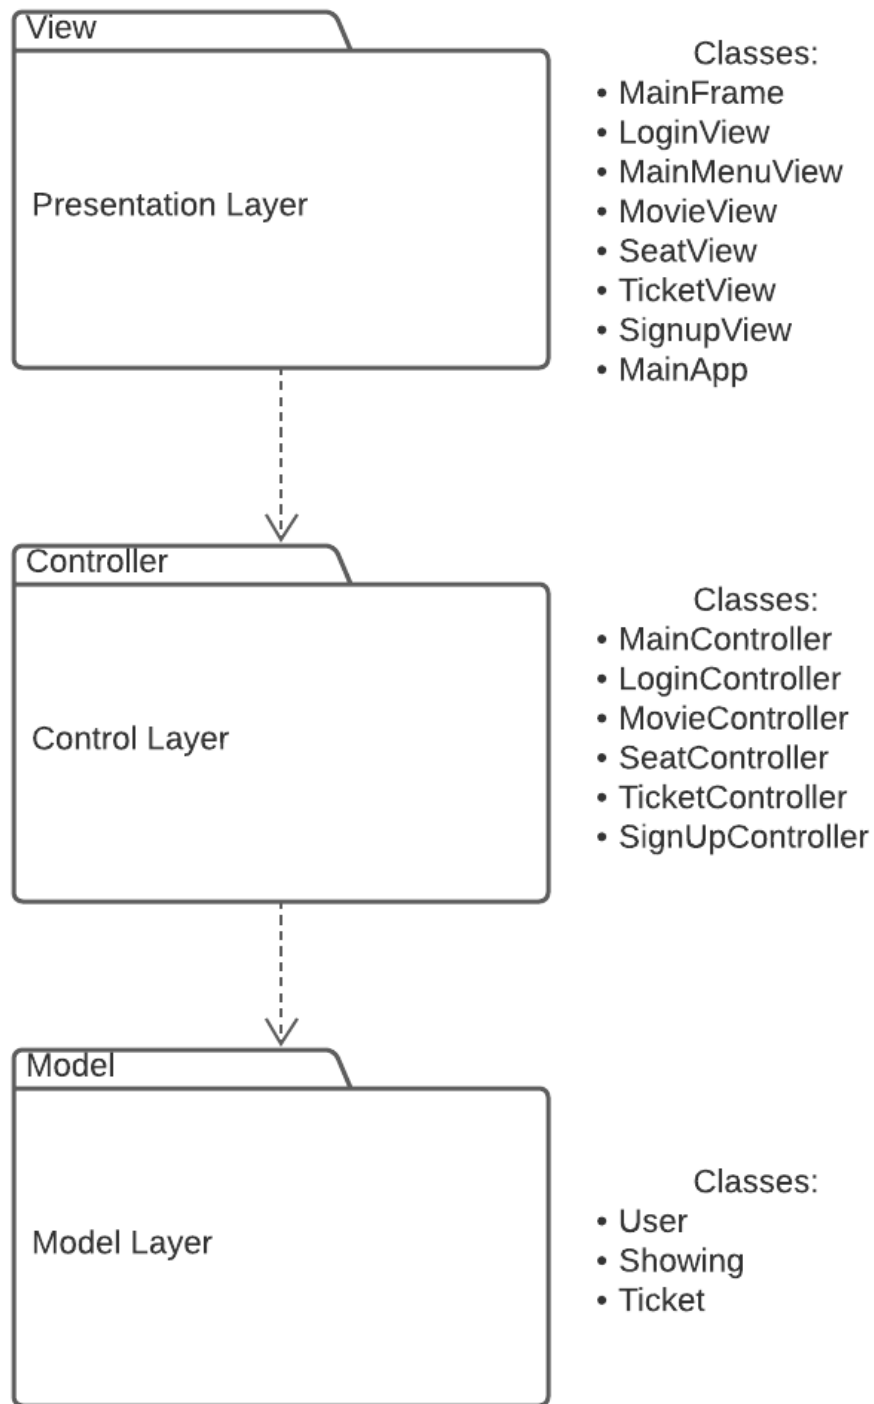 View
Presentation Layer
Classes:
• MainFrame
• LoginView
• MainMenuView
• MovieView
• SeatView
• TicketView
• SignupView
• MainApp
Controller
Control Layer
Classes:
• MainController
• LoginController
• MovieController
• SeatController
• TicketController
• SignUpController
Model
Model Layer
Classes:
• User
• Showing
• Ticket